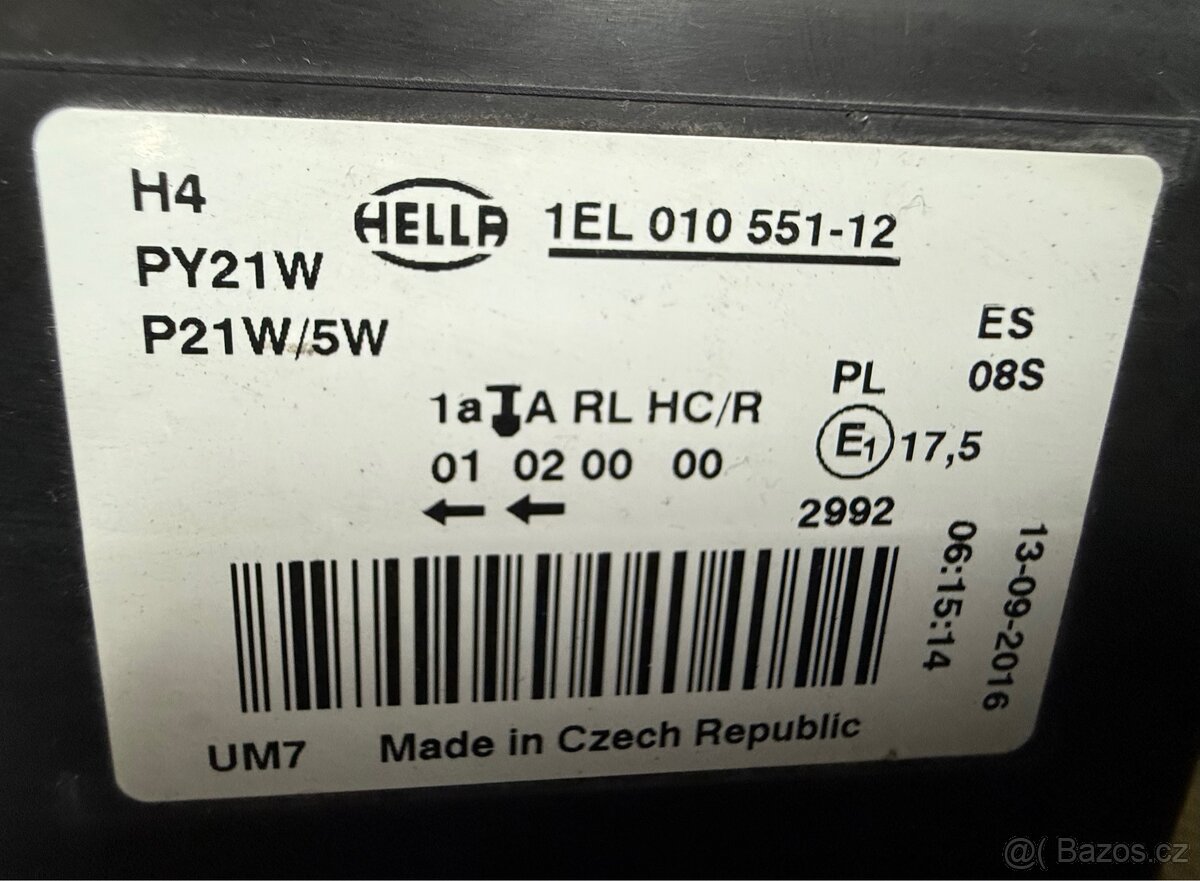 H4
HELLA 1EL 010 551-12
PY21W
P21W/5W
ES
PL 08S
1a A RL HC/R
E1 17,5
01 02 00 00
2992
13-09-2016
06:15:14
UM7 Made in Czech Republic
@( Bazos.cz